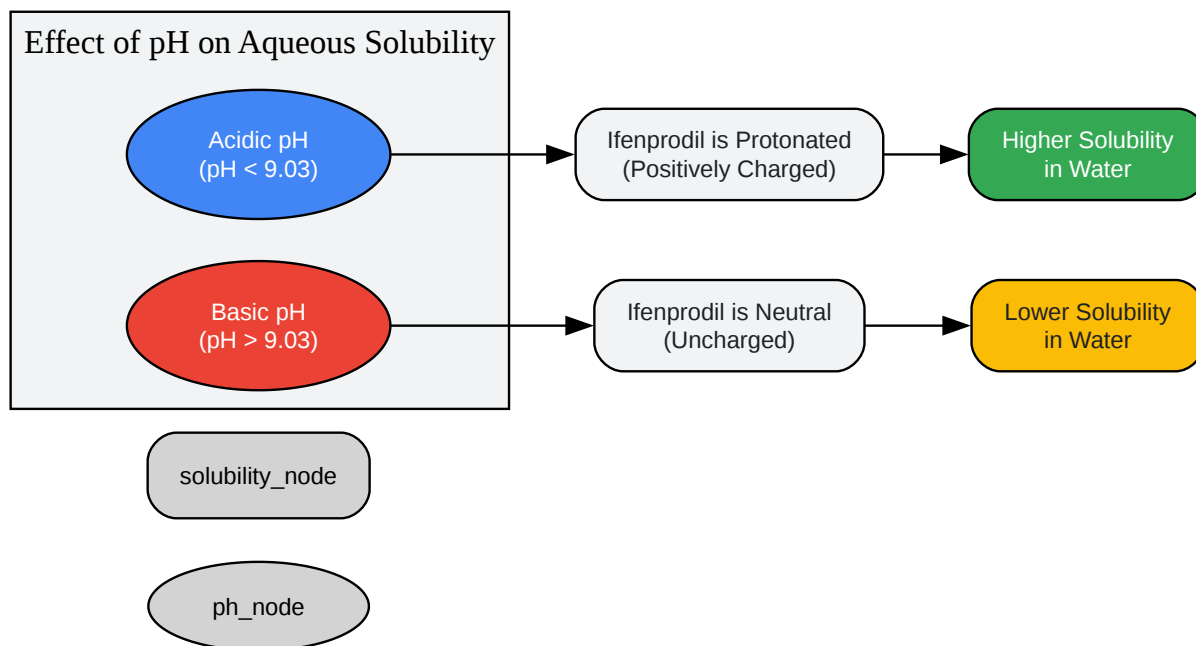 Effect of pH on Aqueous Solubility
Acidic pH
(pH < 9.03)
Ifenprodil is Protonated
(Positively Charged)
Higher Solubility
in Water
Basic pH
(pH > 9.03)
Ifenprodil is Neutral
(Uncharged)
Lower Solubility
in Water
solubility_node
ph_node